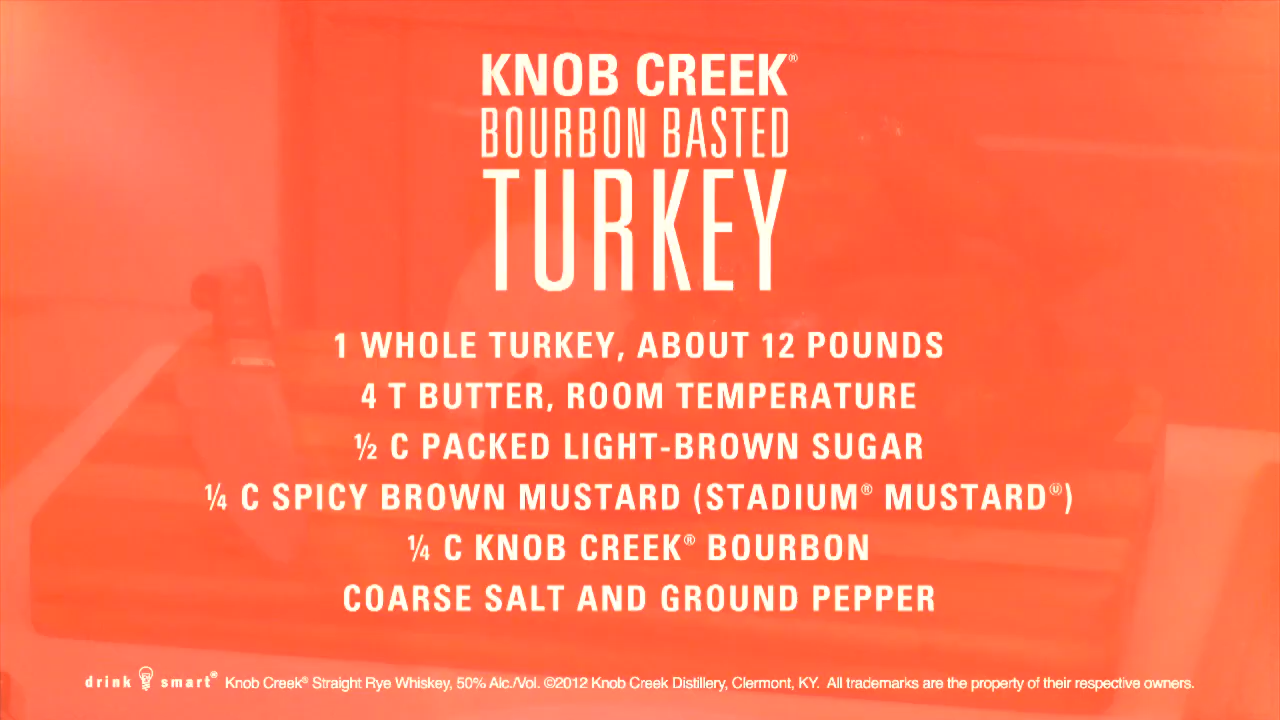 KNOB CREEK®
BOURBON BASTED
TURKEY
1 WHOLE TURKEY, ABOUT 12 POUNDS
4 T BUTTER, ROOM TEMPERATURE
½ C PACKED LIGHT-BROWN SUGAR
¼ C SPICY BROWN MUSTARD (STADIUM® MUSTARD®)
¼ C KNOB CREEK® BOURBON
COARSE SALT AND GROUND PEPPER
drink smart® Knob Creek® Straight Rye Whiskey, 50% Alc./Vol. ©2012 Knob Creek Distillery, Clermont, KY. All trademarks are the property of their respective owners.